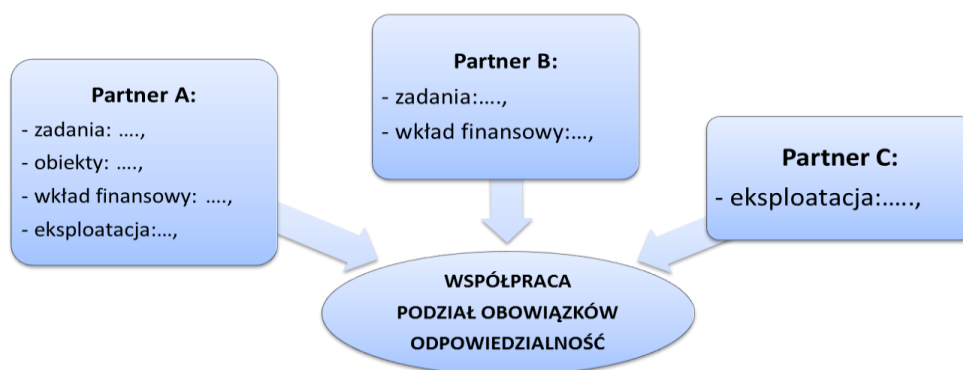 Partner A:
- zadania: ....,
- obiekty: ....,
- wkład finansowy: ....,
- eksploatacja:...,
Partner B:
- zadania:....,
- wkład finansowy:...,
Partner C:
- eksploatacja:.....,
WSPÓŁPRACA
PODZIAŁ OBOWIĄZKÓW
ODPOWIEDZIALNOŚĆ